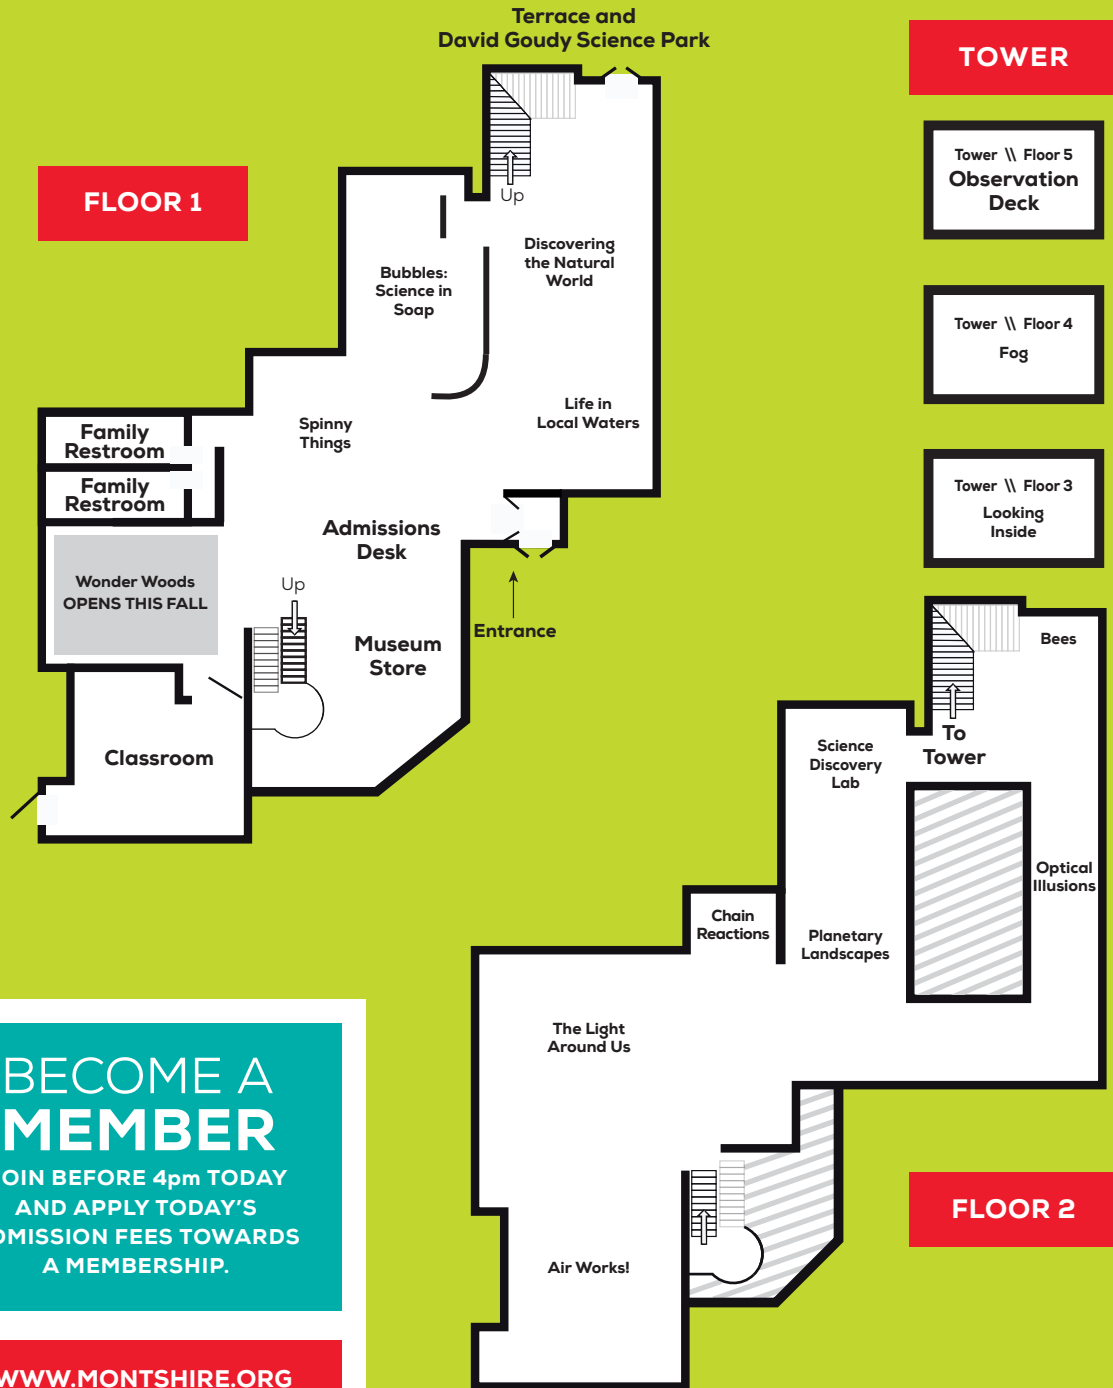 Terrace and
David Goudy Science Park
TOWER
FLOOR 1
Tower \\ Floor 5
Observation
Deck
Up
Discovering
the Natural
World
Bubbles:
Science in
Soap
Tower \\ Floor 4
Fog
Life in
Local Waters
Spinny
Things
Family
Restroom
Family
Restroom
Tower \\ Floor 3
Looking
Inside
Admissions
Desk
Wonder Woods
OPENS THIS FALL
Up
Entrance
Museum
Store
Classroom
Bees
To
Tower
Science
Discovery
Lab
Optical
Illusions
Chain
Reactions
Planetary
Landscapes
The Light
Around Us
Air Works!
FLOOR 2
BECOME A
MEMBER
OIN BEFORE 4pm TODAY
AND APPLY TODAY'S
DMISSION FEES TOWARDS
A MEMBERSHIP.
WWW.MONTSHIRE.ORG